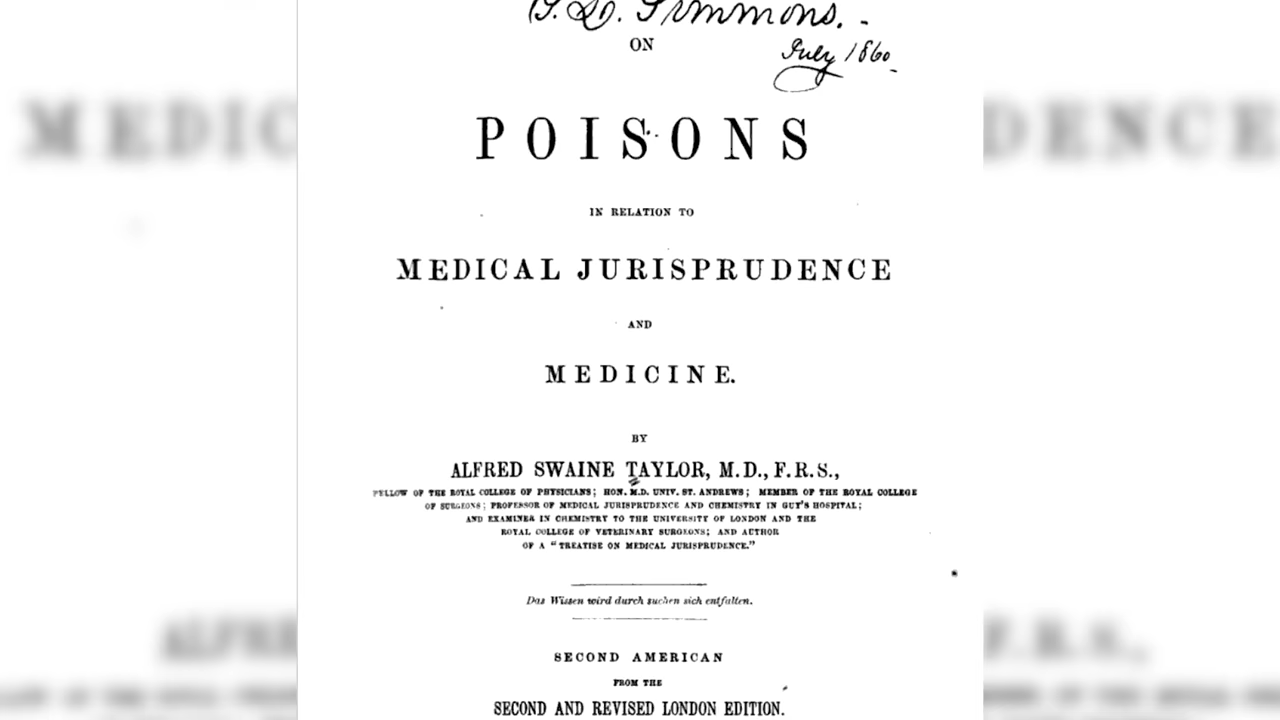 Simmons. -
ON
July 1860
POISONS
IN RELATION TO
MEDICAL JURISPRUDENCE
AND
MEDICINE.
BY
ALFRED SWAINE TAYLOR, M.D., F.R.S.,
FELLOW OF THE ROYAL COLLEGE OF PHYSICIANS; HON. M.D. UNIV. ST. ANDREWS; MEMBER OF THE ROYAL COLLEGE
OF SURGEONS; PROFESSOR OF MEDICAL JURISPRUDENCE AND CHEMISTRY IN GUY'S HOSPITAL;
AND EXAMINER IN CHEMISTRY TO THE UNIVERSITY OF LONDON AND THE
ROYAL COLLEGE OF VETERINARY SURGEONS; AND AUTHOR
OF A "TREATISE ON MEDICAL JURISPRUDENCE."
Das Wissen wird durch suchen sich entfalten.
SECOND AMERICAN
FROM THE
SECOND AND REVISED LONDON EDITION.